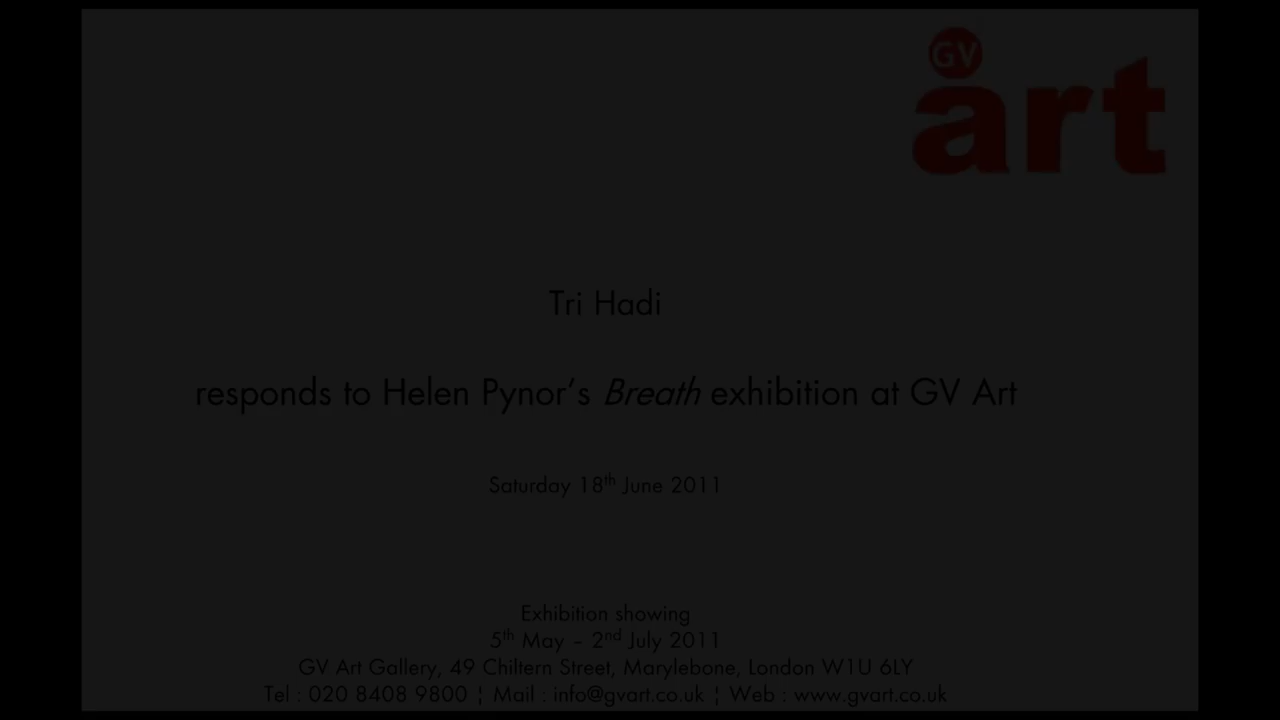 GV
art
Tri Hadi
responds to Helen Pynor’s Breath exhibition at GV Art
Saturday 18th June 2011
Exhibition showing
5th May – 2nd July 2011
GV Art Gallery, 49 Chiltern Street, Marylebone, London W1U 6LY
Tel : 020 8408 9800 ¦ Mail : info@gvart.co.uk ¦ Web : www.gvart.co.uk